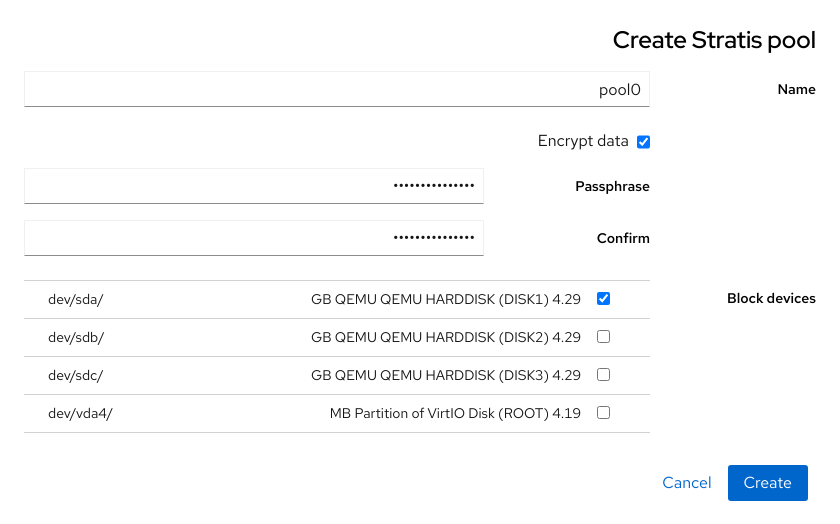 Create Stratis pool
Name
pool0
Encrypt data
Passphrase
•••••••••••••••
Confirm
•••••••••••••••
Block devices
GB QEMU QEMU HARDDISK (DISK1) 4.29
dev/sda/
GB QEMU QEMU HARDDISK (DISK2) 4.29
dev/sdb/
GB QEMU QEMU HARDDISK (DISK3) 4.29
dev/sdc/
MB Partition of VirtIO Disk (ROOT) 4.19
dev/vda4/
Create
Cancel